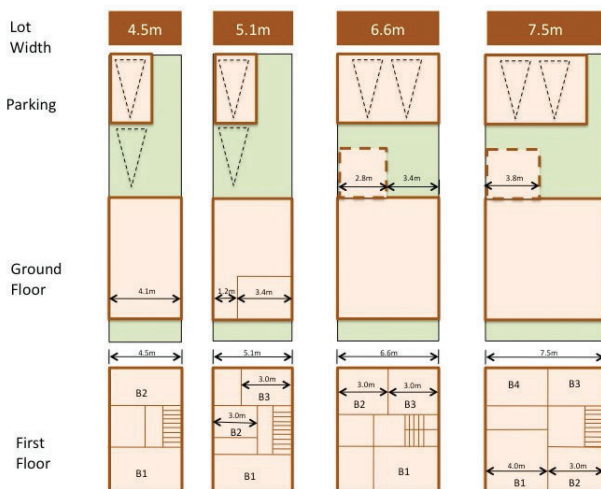 Lot
Width
4.5m
5.1m
6.6m
7.5m
Parking
2.8m
3.4m
3.8m
Ground
Floor
4.1m
1.2m
3.4m
4.5m
5.1m
6.6m
7.5m
First
Floor
B2
B1
3.0m
B3
3.0m
B2
B1
3.0m
3.0m
B2
B3
B1
B4
B3
4.0m
3.0m
B1
B2